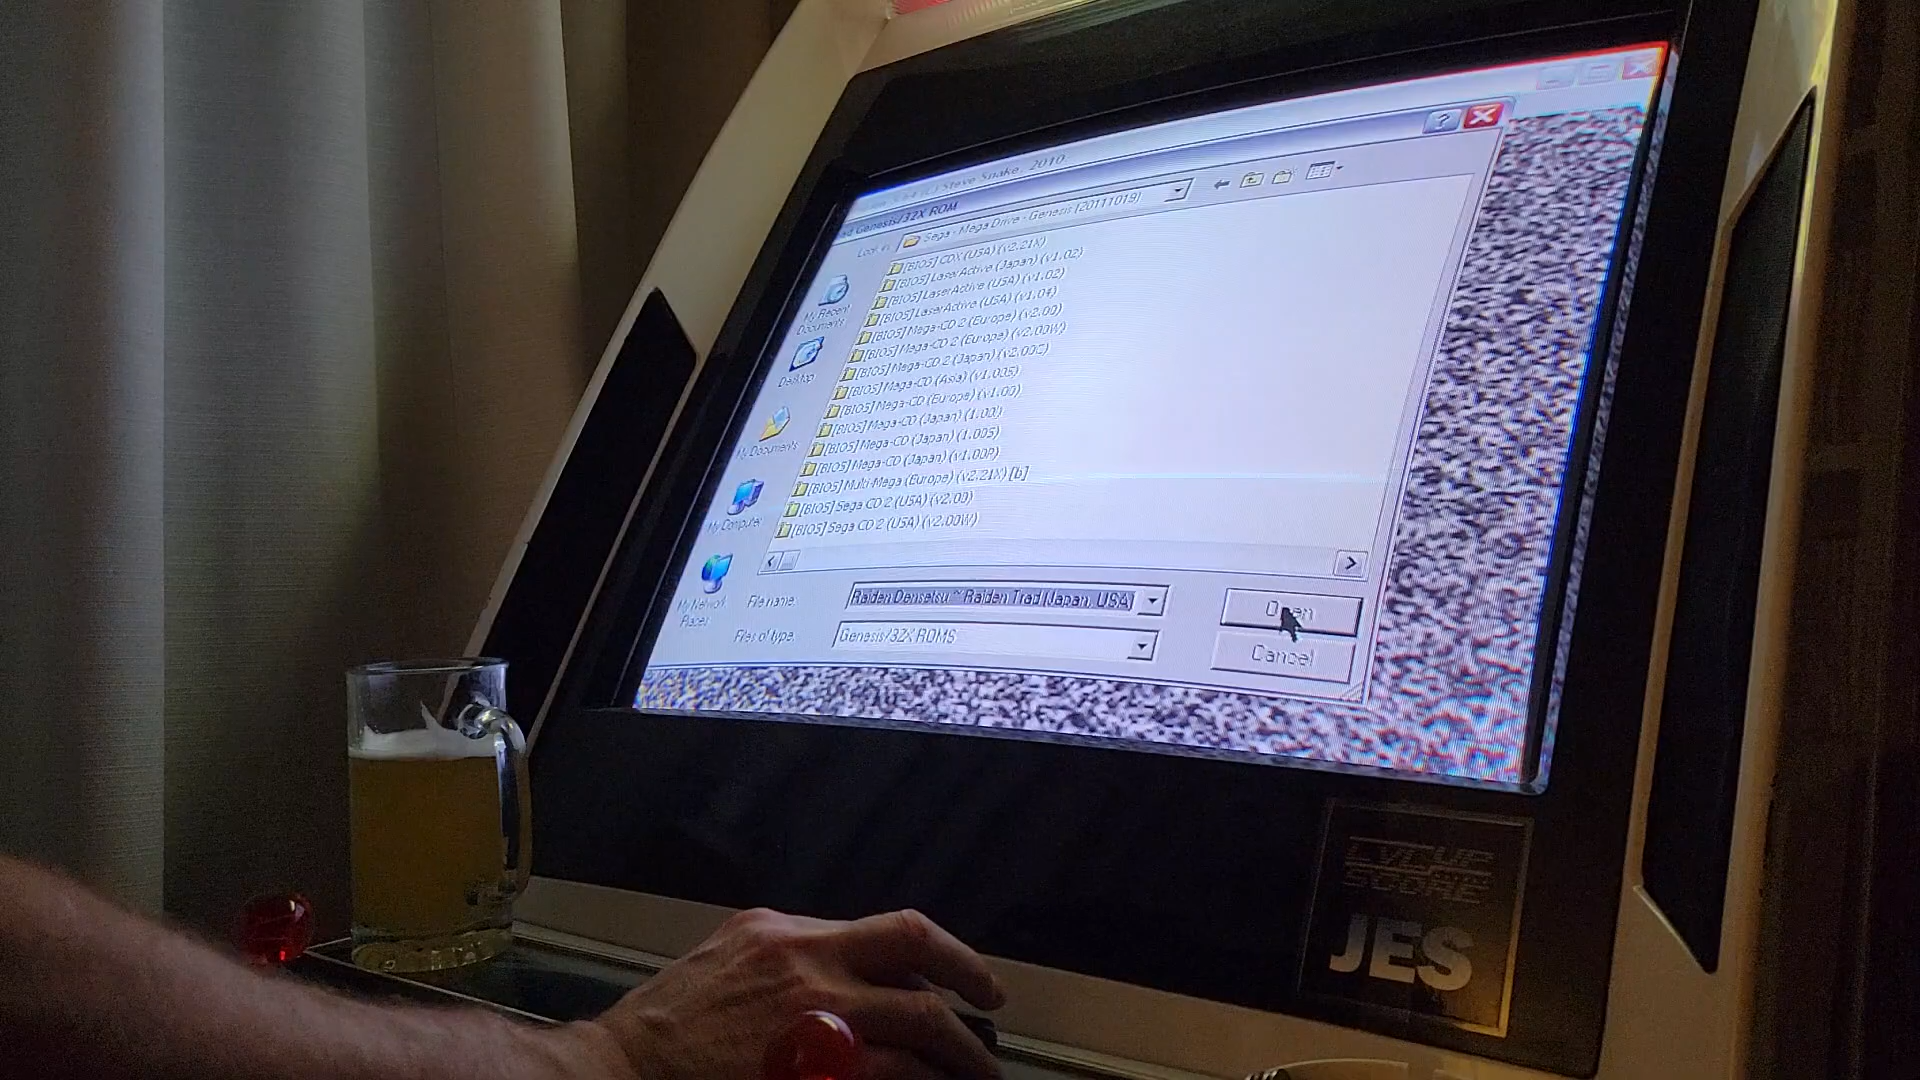 (C) Steve Snake, 2010
Genesis/32X ROM
Look in:
Sega - Mega Drive - Genesis (20111019)
[BIOS] CDX (USA) (v2.21X)
[BIOS] LaserActive (Japan) (v1.02)
[BIOS] LaserActive (USA) (v1.02)
[BIOS] LaserActive (USA) (v1.04)
[BIOS] Mega-CD 2 (Europe) (v2.00)
[BIOS] Mega-CD 2 (Europe) (v2.00W)
[BIOS] Mega-CD 2 (Japan) (v2.00C)
[BIOS] Mega-CD (Asia) (v1.00S)
[BIOS] Mega-CD (Europe) (v1.00)
[BIOS] Mega-CD (Japan) (1.00l)
[BIOS] Mega-CD (Japan) (1.00S)
[BIOS] Mega-CD (Japan) (v1.00P)
[BIOS] Multi-Mega (Europe) (v2.21X) [b]
[BIOS] Sega CD 2 (USA) (v2.00)
[BIOS] Sega CD 2 (USA) (v2.00W)
My Recent
Documents
Desktop
My Documents
My Computer
My Network
Places
File name:
Raiden Densetsu ~ Raiden Trad (Japan, USA)
Open
Files of type:
Genesis/32X ROMS
Cancel
SCORE
JES